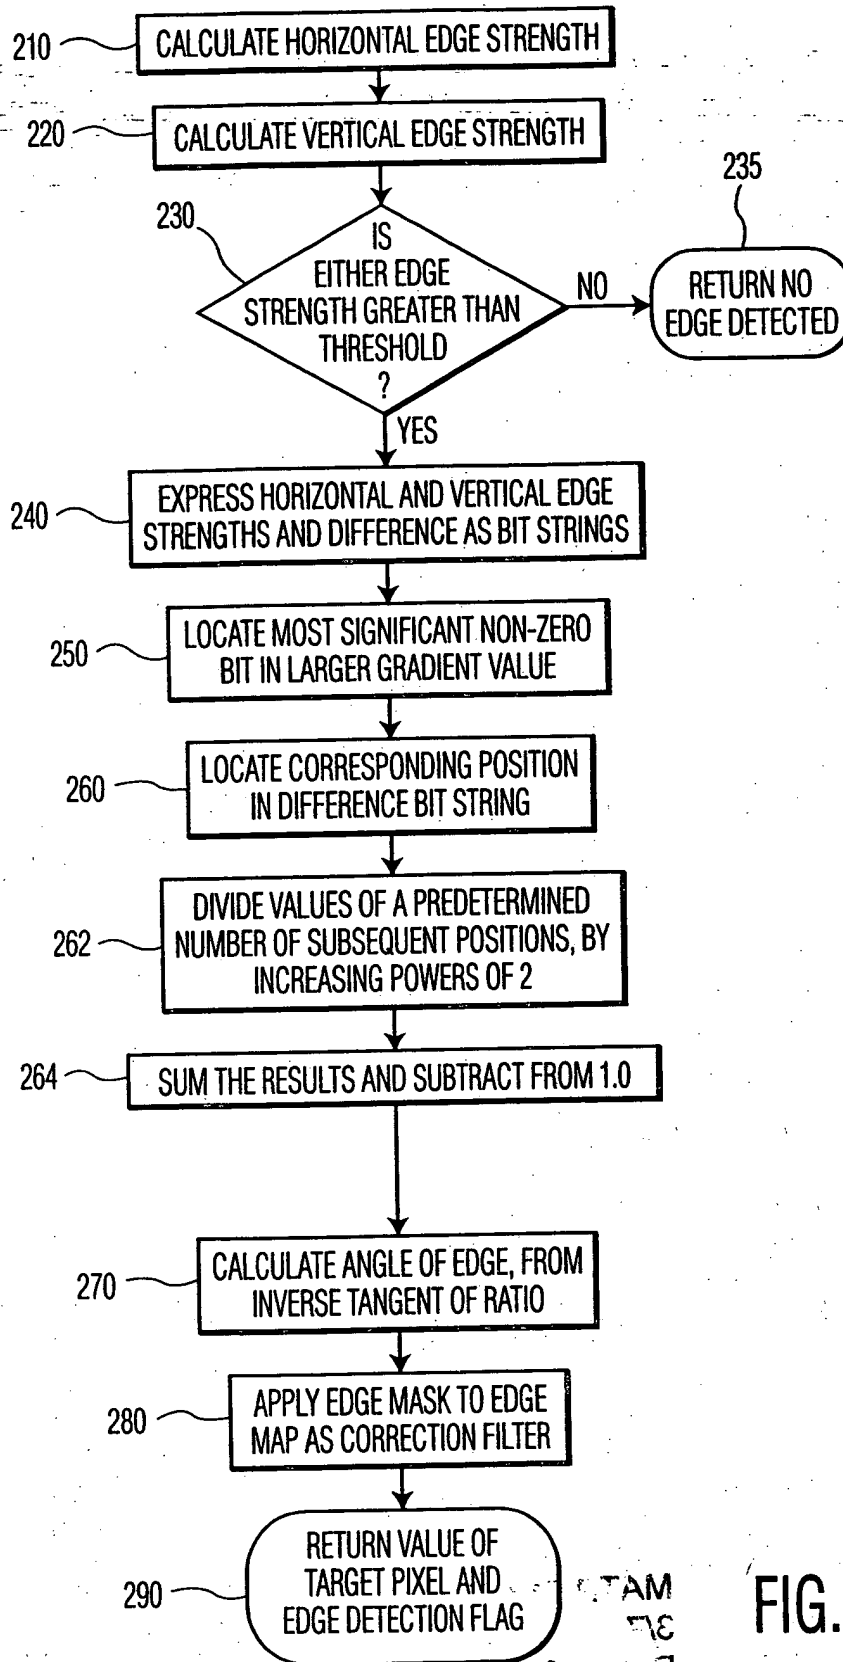 210
CALCULATE HORIZONTAL EDGE STRENGTH
220
CALCULATE VERTICAL EDGE STRENGTH
235
230
IS
EITHER EDGE
STRENGTH GREATER THAN
THRESHOLD
?
NO
RETURN NO
EDGE DETECTED
YES
240
EXPRESS HORIZONTAL AND VERTICAL EDGE
STRENGTHS AND DIFFERENCE AS BIT STRINGS
250
LOCATE MOST SIGNIFICANT NON-ZERO
BIT IN LARGER GRADIENT VALUE
260
LOCATE CORRESPONDING POSITION
IN DIFFERENCE BIT STRING
262
DIVIDE VALUES OF A PREDETERMINED
NUMBER OF SUBSEQUENT POSITIONS, BY
INCREASING POWERS OF 2
264
SUM THE RESULTS AND SUBTRACT FROM 1.0
270
CALCULATE ANGLE OF EDGE, FROM
INVERSE TANGENT OF RATIO
280
APPLY EDGE MASK TO EDGE
MAP AS CORRECTION FILTER
290
RETURN VALUE OF
TARGET PIXEL AND
EDGE DETECTION FLAG
FIG.